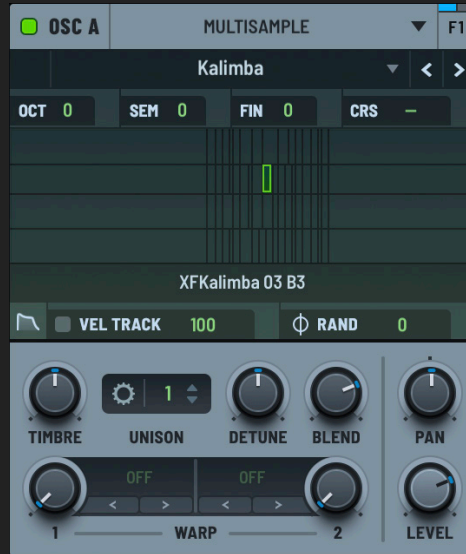 OSC A MULTISAMPLE F1
Kalimba < >
OCT 0 SEM 0 FIN 0 CRS –
XFKalimba 03 B3
VEL TRACK 100 RAND 0
1
TIMBRE UNISON DETUNE BLEND PAN
OFF OFF
< > < >
1 WARP 2 LEVEL